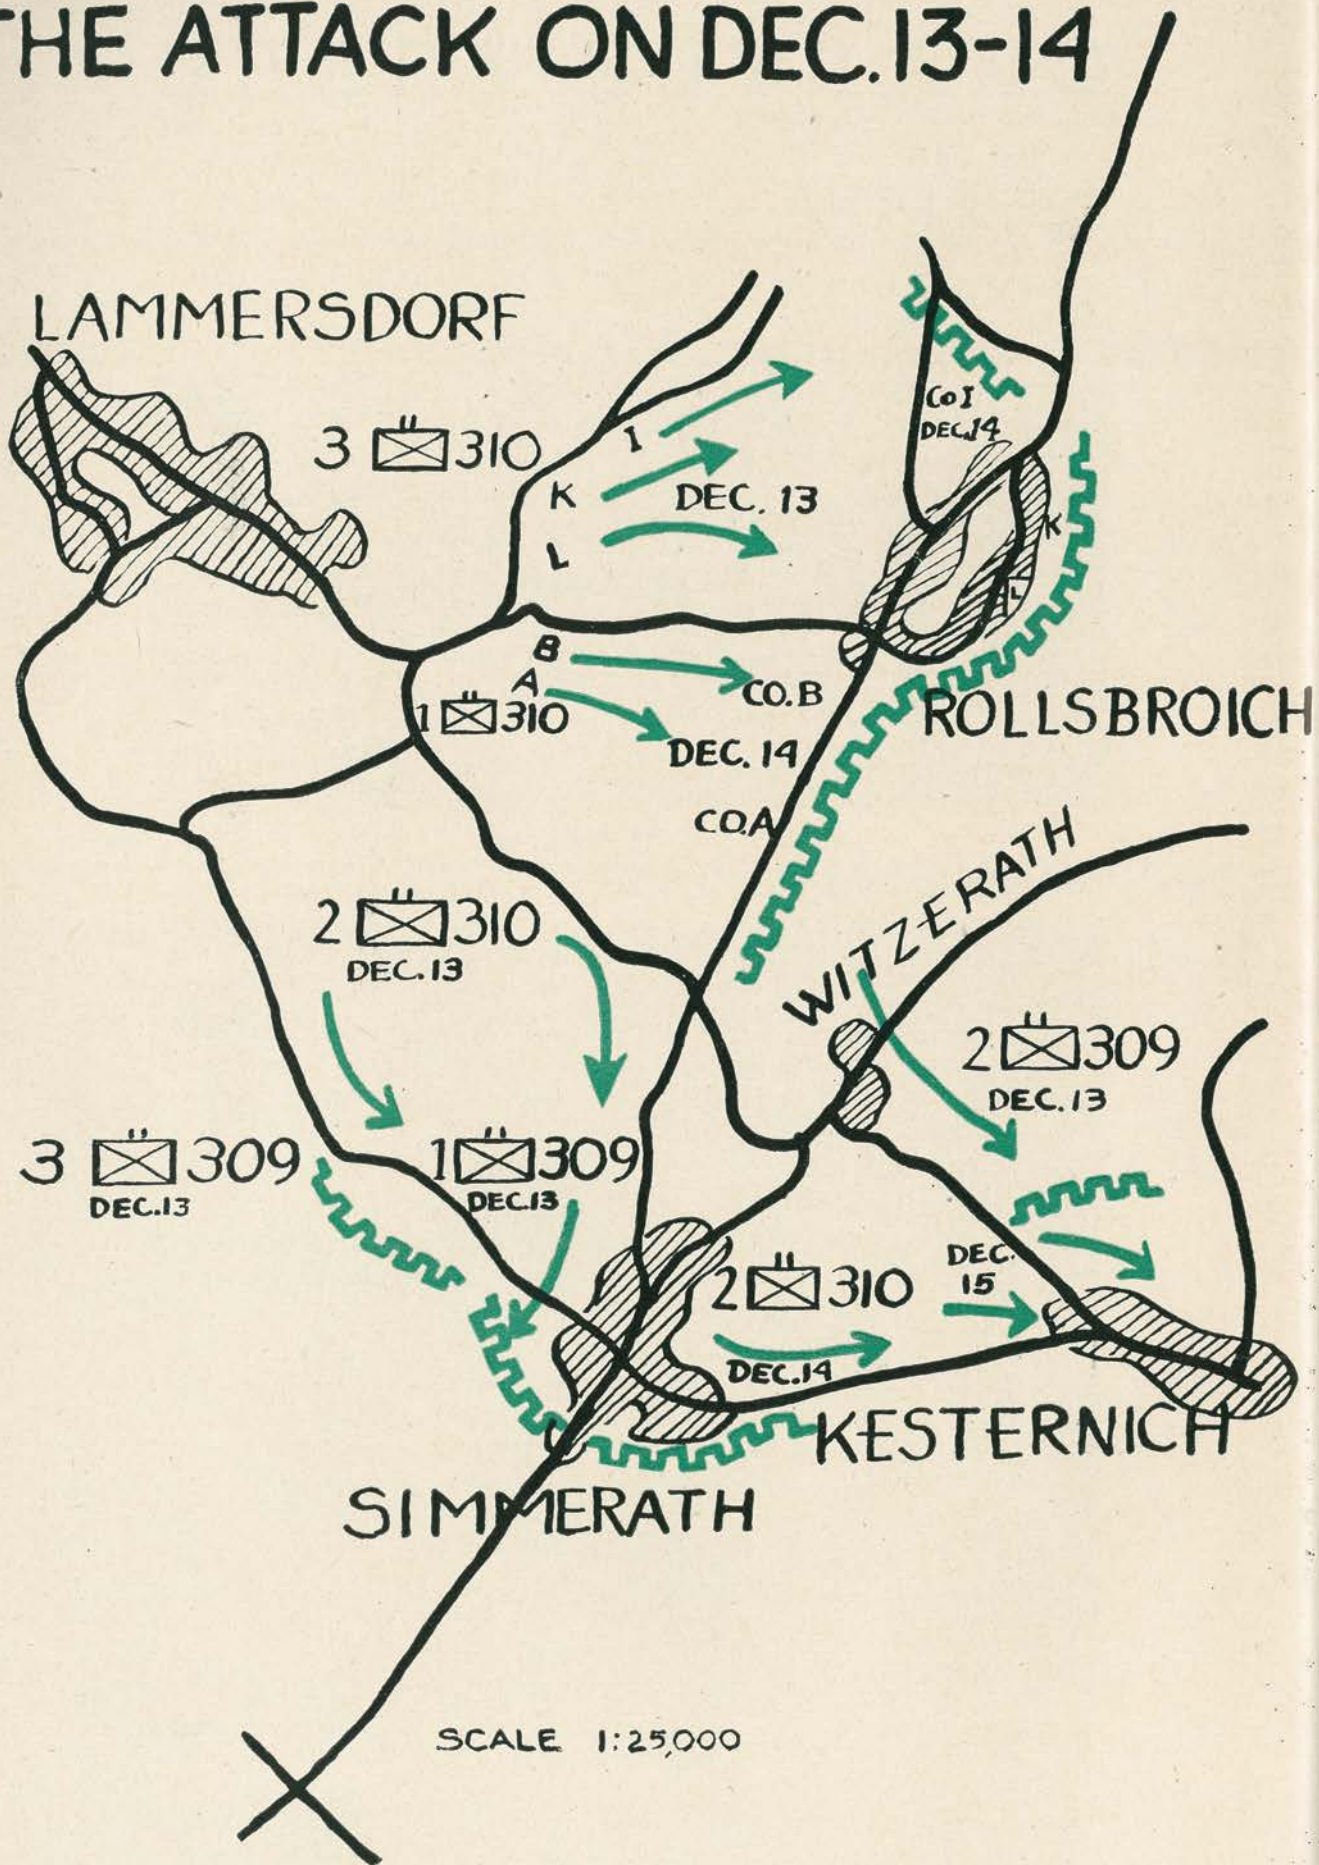 THE ATTACK ON DEC. 13-14
LAMMERSDORF
3 310
I
K
L
DEC. 13
CO I
DEC. 14
K
L
B
A
1 310
CO. B
DEC. 14
CO. A
ROLLSBROICH
WITZERATH
2 310
DEC. 13
2 309
DEC. 13
3 309
DEC. 13
1 309
DEC. 13
2 310
DEC. 14
DEC.
15
KESTERNICH
SIMMERATH
SCALE 1:25,000